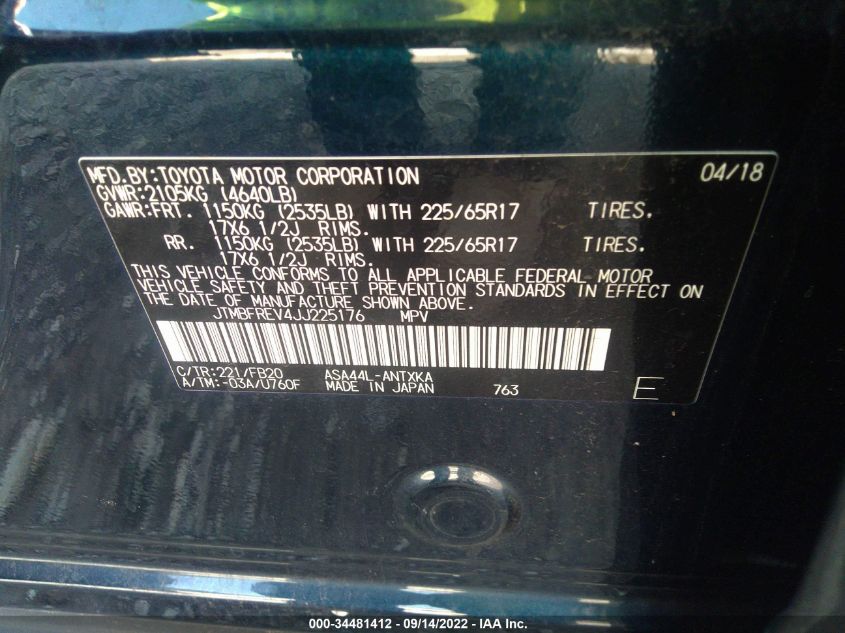 MFD.BY:TOYOTA MOTOR CORPORATION 04/18
GVWR:2105KG (4640LB)
GAWR:FRT. 1150KG (2535LB) WITH 225/65R17 TIRES.
17X6 1/2J RIMS.
RR. 1150KG (2535LB) WITH 225/65R17 TIRES.
17X6 1/2J RIMS.
THIS VEHICLE CONFORMS TO ALL APPLICABLE FEDERAL MOTOR
VEHICLE SAFETY AND THEFT PREVENTION STANDARDS IN EFFECT ON
THE DATE OF MANUFACTURE SHOWN ABOVE.
JTMBFREV4JJ225176 MPV
C/TR:221/FB20 ASA44L-ANTXKA
A/TM:-03A/U760F MADE IN JAPAN 763 E
000-34481412 - 09/14/2022 - IAA Inc.